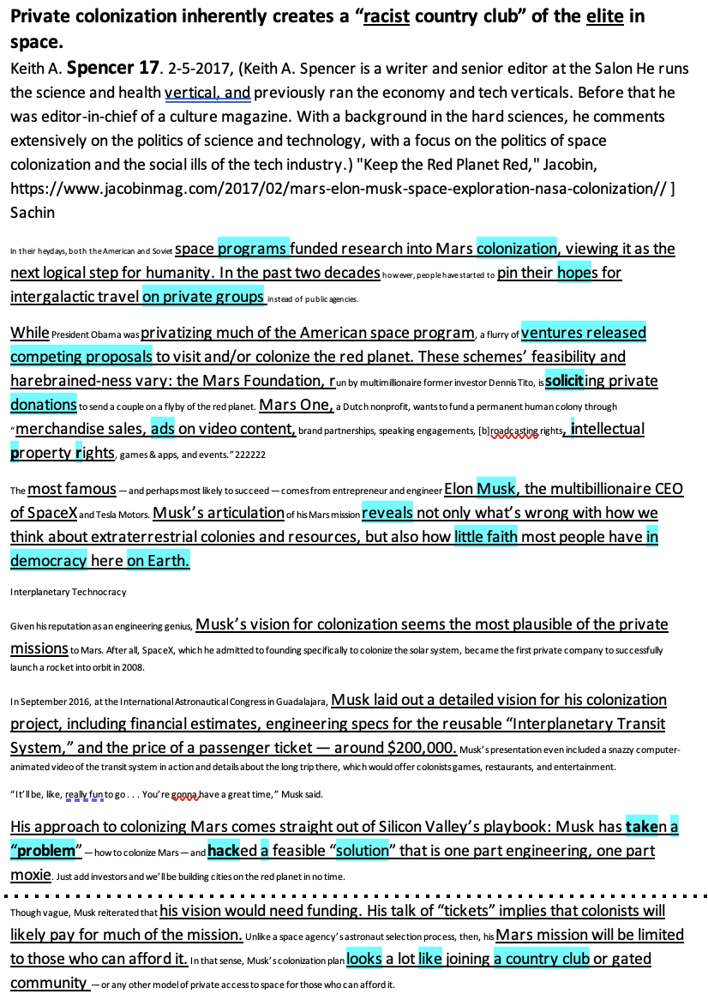 Private colonization inherently creates a “racist country club” of the elite in
space.
Keith A. Spencer 17. 2-5-2017, (Keith A. Spencer is a writer and senior editor at the Salon He runs
the science and health vertical, and previously ran the economy and tech verticals. Before that he
was editor-in-chief of a culture magazine. With a background in the hard sciences, he comments
extensively on the politics of science and technology, with a focus on the politics of space
colonization and the social ills of the tech industry.) "Keep the Red Planet Red," Jacobin,
https://www.jacobinmag.com/2017/02/mars-elon-musk-space-exploration-nasa-colonization// ]
Sachin
In their heydays, both the American and Soviet space programs funded research into Mars colonization, viewing it as the
next logical step for humanity. In the past two decades however, people have started to pin their hopes for
intergalactic travel on private groups instead of public agencies.
While President Obama was privatizing much of the American space program, a flurry of ventures released
competing proposals to visit and/or colonize the red planet. These schemes’ feasibility and
harebrained-ness vary: the Mars Foundation, run by multimillionaire former investor Dennis Tito, is soliciting private
donations to send a couple on a flyby of the red planet. Mars One, a Dutch nonprofit, wants to fund a permanent human colony through
“merchandise sales, ads on video content, brand partnerships, speaking engagements, [b]roadcasting rights, intellectual
property rights, games & apps, and events.” 222222
The most famous — and perhaps most likely to succeed — comes from entrepreneur and engineer Elon Musk, the multibillionaire CEO
of SpaceX and Tesla Motors. Musk’s articulation of his Mars mission reveals not only what’s wrong with how we
think about extraterrestrial colonies and resources, but also how little faith most people have in
democracy here on Earth.
Interplanetary Technocracy
Given his reputation as an engineering genius, Musk’s vision for colonization seems the most plausible of the private
missions to Mars. After all, SpaceX, which he admitted to founding specifically to colonize the solar system, became the first private company to successfully
launch a rocket into orbit in 2008.
In September 2016, at the International Astronautical Congress in Guadalajara, Musk laid out a detailed vision for his colonization
project, including financial estimates, engineering specs for the reusable “Interplanetary Transit
System,” and the price of a passenger ticket — around $200,000. Musk’s presentation even included a snazzy computer-
animated video of the transit system in action and details about the long trip there, which would offer colonists games, restaurants, and entertainment.
“It’ll be, like, really fun to go . . . You’re gonna have a great time,” Musk said.
His approach to colonizing Mars comes straight out of Silicon Valley’s playbook: Musk has taken a
“problem” — how to colonize Mars — and hacked a feasible “solution” that is one part engineering, one part
moxie. Just add investors and we’ll be building cities on the red planet in no time.
Though vague, Musk reiterated that his vision would need funding. His talk of “tickets” implies that colonists will
likely pay for much of the mission. Unlike a space agency’s astronaut selection process, then, his Mars mission will be limited
to those who can afford it. In that sense, Musk’s colonization plan looks a lot like joining a country club or gated
community — or any other model of private access to space for those who can afford it.